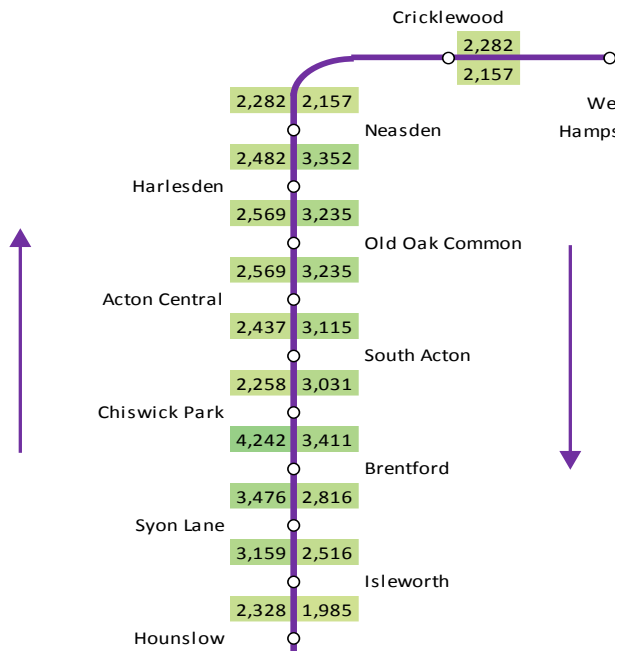 Cricklewood
2,282
2,157
We
Hamps
2,282 2,157
Neasden
2,482 3,352
Harlesden
2,569 3,235
Old Oak Common
2,569 3,235
Acton Central
2,437 3,115
South Acton
2,258 3,031
Chiswick Park
4,242 3,411
Brentford
3,476 2,816
Syon Lane
3,159 2,516
Isleworth
2,328 1,985
Hounslow